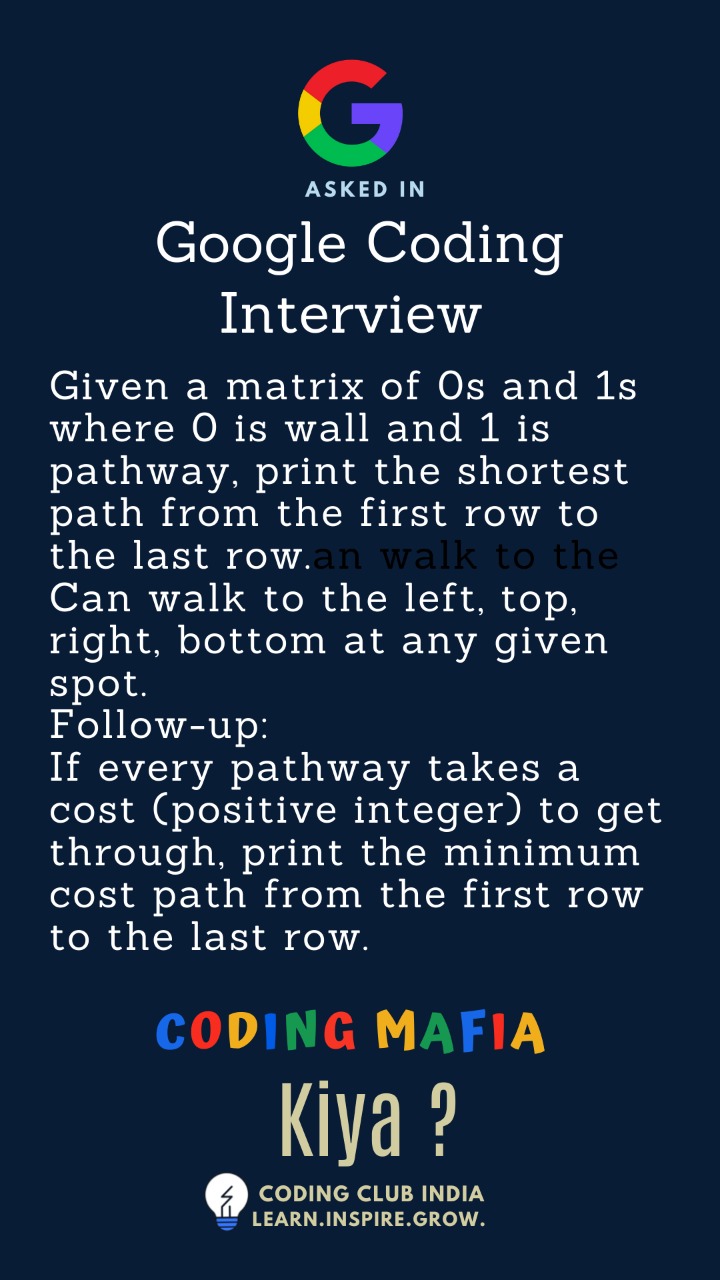 ASKED IN
Google Coding
Interview
Given a matrix of 0s and 1s
where 0 is wall and 1 is
pathway, print the shortest
path from the first row to
the last row.an walk to the
Can walk to the left, top,
right, bottom at any given
spot.
Follow-up:
If every pathway takes a
cost (positive integer) to get
through, print the minimum
cost path from the first row
to the last row.
CODING MAFIA
Kiya ?
CODING CLUB INDIA
LEARN.INSPIRE.GROW.